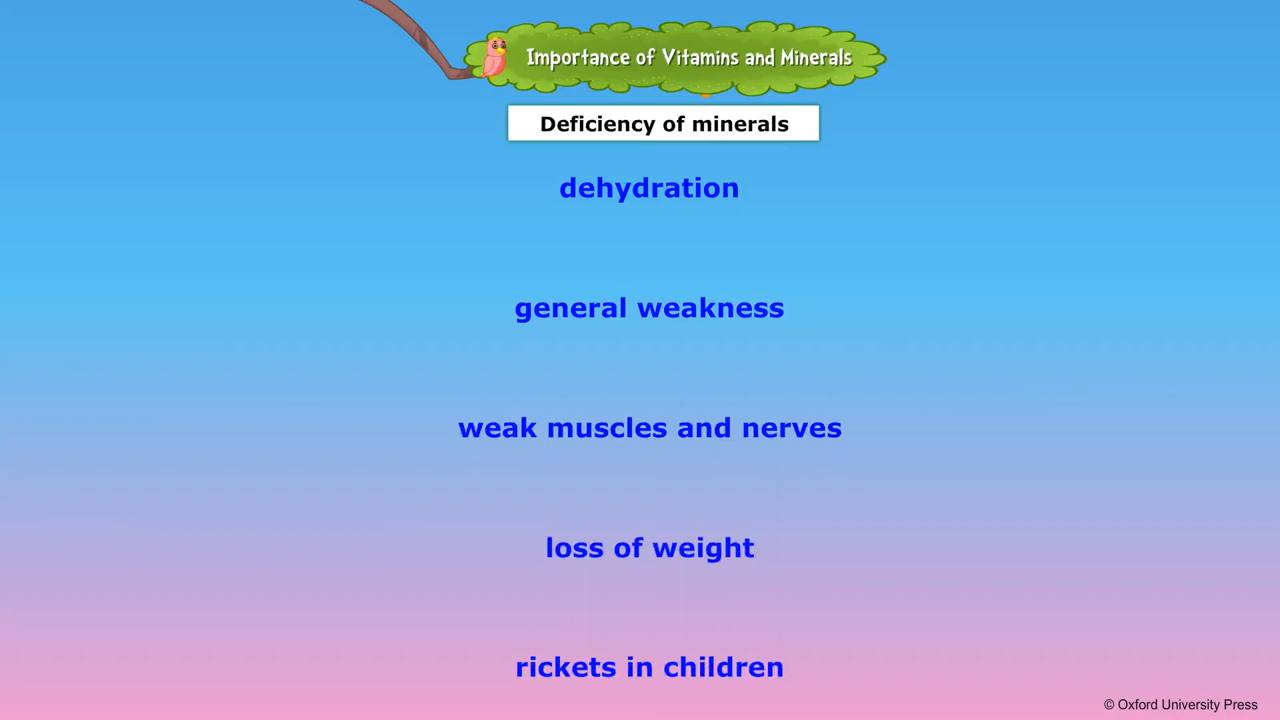 Importance of Vitamins and Minerals
Deficiency of minerals
dehydration
general weakness
weak muscles and nerves
loss of weight
rickets in children
© Oxford University Press